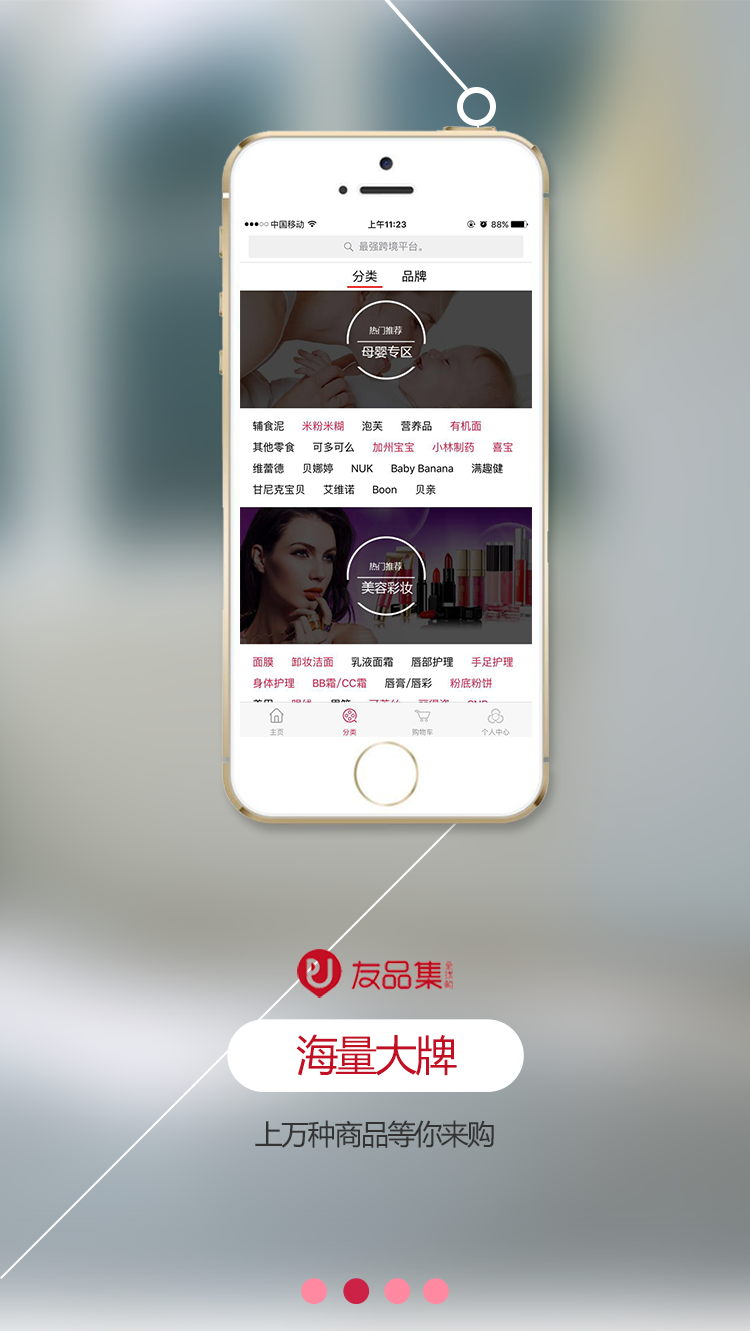 中国移动 上午11:23 88%
最强跨境平台。
分类 品牌
热门推荐
母婴专区
辅食泥 米粉米糊 泡芙 营养品 有机面
其他零食 可多可么 加州宝宝 小林制药 喜宝
维蕾德 贝娜婷 NUK Baby Banana 满趣健
甘尼克宝贝 艾维诺 Boon 贝亲
热门推荐
美容彩妆
面膜 卸妆洁面 乳液面霜 唇部护理 手足护理
身体护理 BB霜/CC霜 唇膏/唇彩 粉底粉饼
主页 分类 购物车 个人中心
友品集
海量大牌
上万种商品等你来购